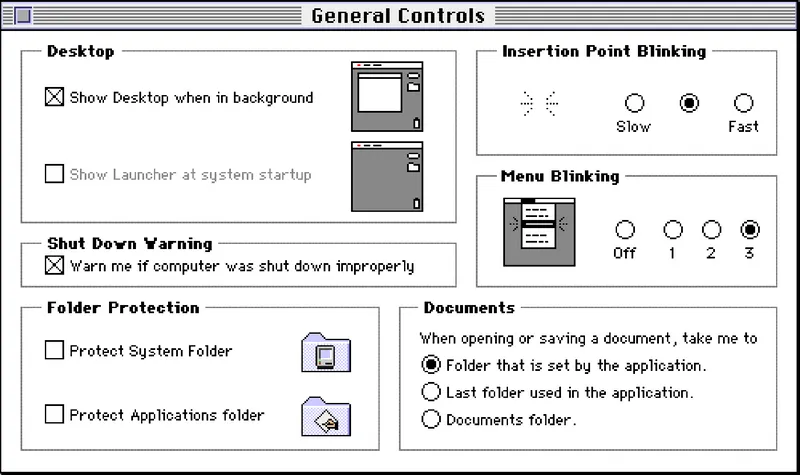 General Controls
Desktop
Show Desktop when in background
Show Launcher at system startup
Insertion Point Blinking
Slow Fast
Menu Blinking
Off 1 2 3
Shut Down Warning
Warn me if computer was shut down improperly
Folder Protection
Protect System Folder
Protect Applications folder
Documents
When opening or saving a document, take me to
Folder that is set by the application.
Last folder used in the application.
Documents folder.